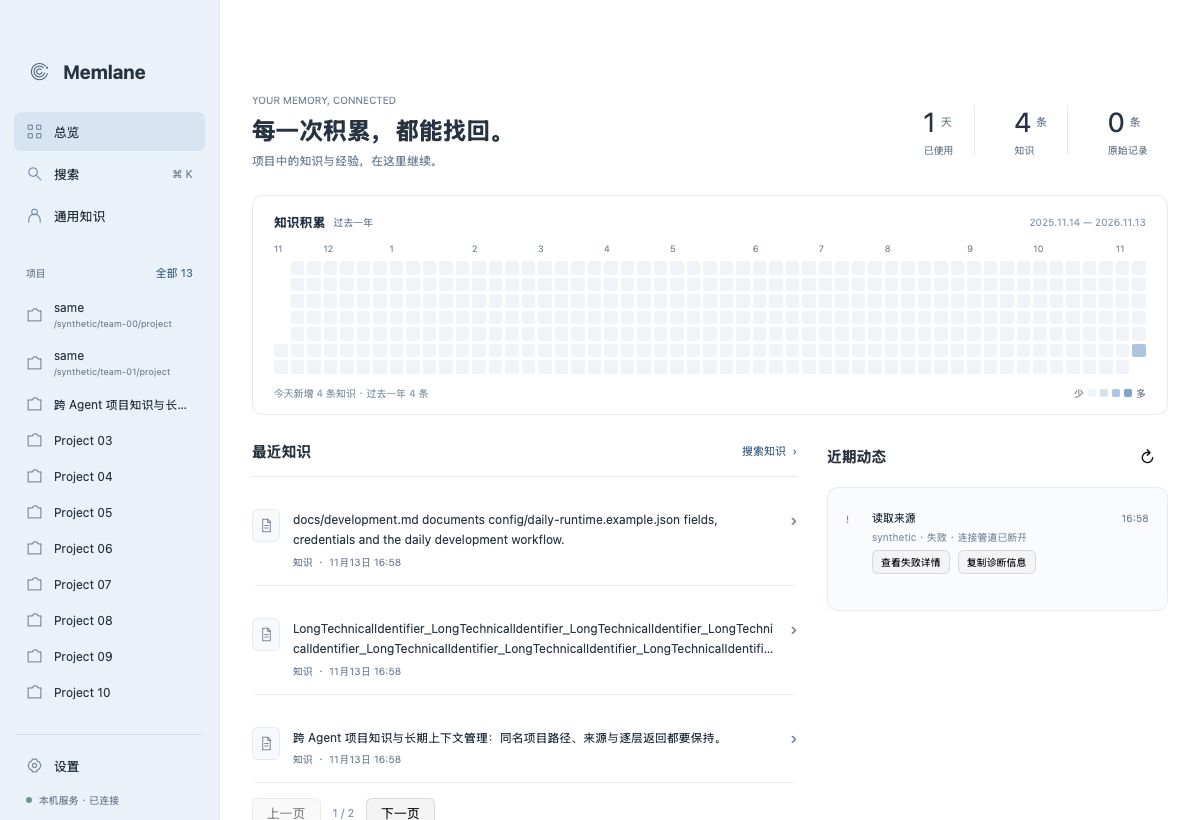 Memlane
总览
搜索 ⌘ K
通用知识
项目 全部 13
same
/synthetic/team-00/project
same
/synthetic/team-01/project
跨 Agent 项目知识与长...
Project 03
Project 04
Project 05
Project 06
Project 07
Project 08
Project 09
Project 10
设置
本机服务 · 已连接
YOUR MEMORY, CONNECTED
每一次积累，都能找回。
项目中的知识与经验，在这里继续。
1 天
已使用
4 条
知识
0 条
原始记录
知识积累 过去一年 2025.11.14 — 2026.11.13
11 12 1 2 3 4 5 6 7 8 9 10 11
今天新增 4 条知识 · 过去一年 4 条 少 多
最近知识 搜索知识 ›
docs/development.md documents config/daily-runtime.example.json fields,
credentials and the daily development workflow.
知识 · 11月13日 16:58
LongTechnicalIdentifier_LongTechnicalIdentifier_LongTechnicalIdentifier_LongTechni
calIdentifier_LongTechnicalIdentifier_LongTechnicalIdentifier_LongTechnicalIdentifi...
知识 · 11月13日 16:58
跨 Agent 项目知识与长期上下文管理：同名项目路径、来源与逐层返回都要保持。
知识 · 11月13日 16:58
上一页 1 / 2 下一页
近期动态
! 读取来源 16:58
synthetic · 失败 · 连接管道已断开
查看失败详情 复制诊断信息